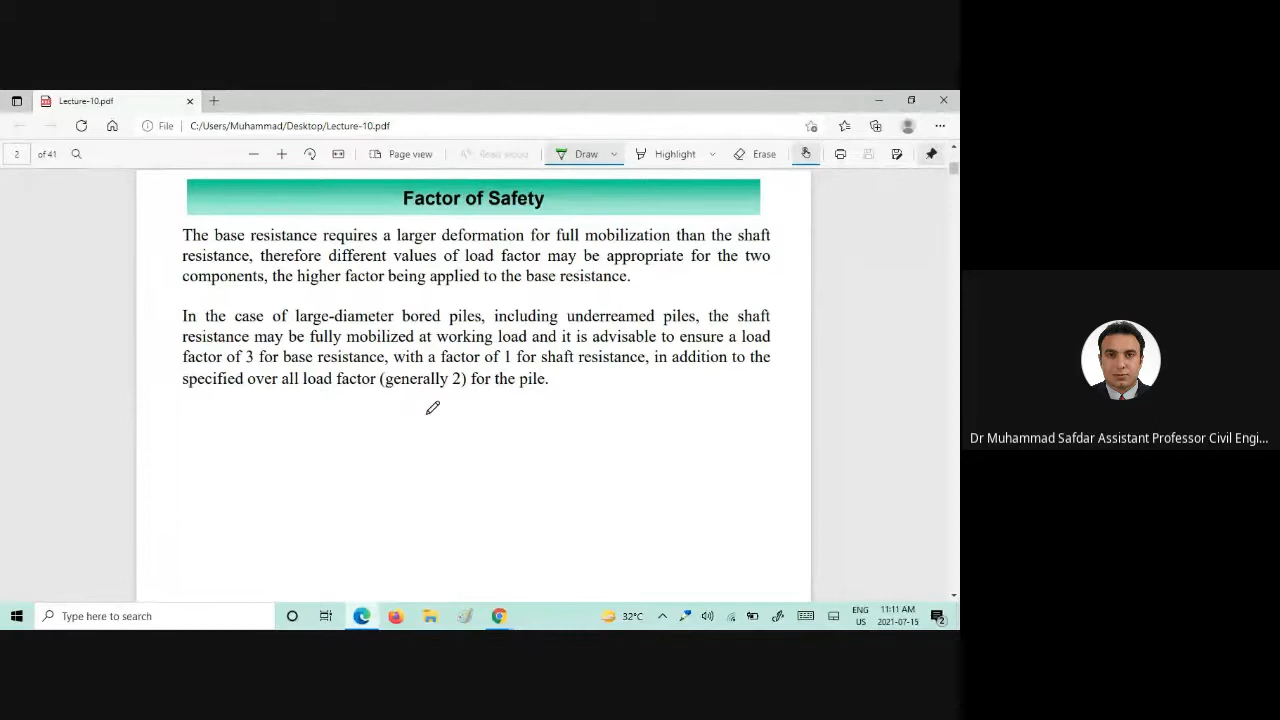 Lecture-10.pdf
File
C:/Users/Muhammad/Desktop/Lecture-10.pdf
2 of 41
Page view
Read aloud
Draw
Highlight
Erase
Factor of Safety
The base resistance requires a larger deformation for full mobilization than the shaft
resistance, therefore different values of load factor may be appropriate for the two
components, the higher factor being applied to the base resistance.
In the case of large-diameter bored piles, including underreamed piles, the shaft
resistance may be fully mobilized at working load and it is advisable to ensure a load
factor of 3 for base resistance, with a factor of 1 for shaft resistance, in addition to the
specified over all load factor (generally 2) for the pile.
Dr Muhammad Safdar Assistant Professor Civil Engi...
Type here to search
32°C
ENG
US
11:11 AM
2021-07-15
2